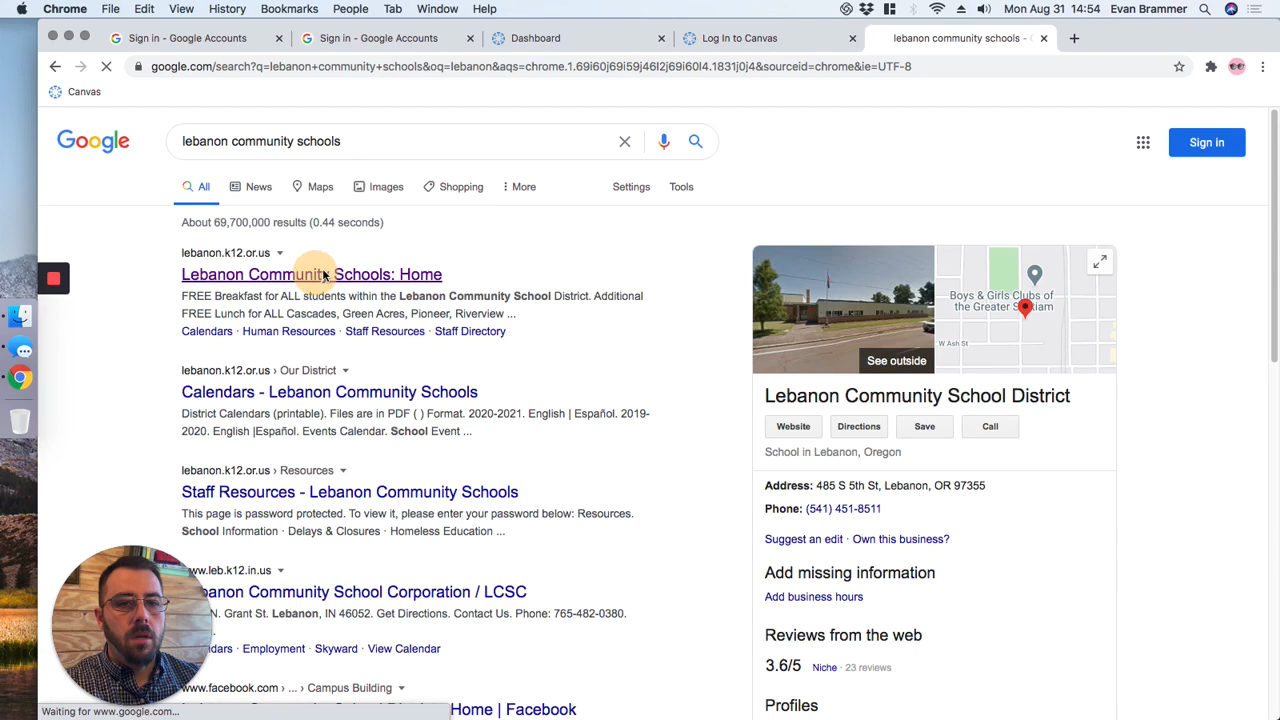 Chrome File Edit View History Bookmarks People Tab Window Help Mon Aug 31 14:54 Evan Brammer
Sign in - Google Accounts Sign in - Google Accounts Dashboard Log In to Canvas lebanon community schools -
google.com/search?q=lebanon+community+schools&oq=lebanon&aqs=chrome.1.69i60j69i59j46l2j69i60l4.1831j0j4&sourceid=chrome&ie=UTF-8
Canvas
Google
lebanon community schools
Sign in
All News Maps Images Shopping More Settings Tools
About 69,700,000 results (0.44 seconds)
lebanon.k12.or.us
Lebanon Community Schools: Home
FREE Breakfast for ALL students within the Lebanon Community School District. Additional
FREE Lunch for ALL Cascades, Green Acres, Pioneer, Riverview ...
Calendars · Human Resources · Staff Resources · Staff Directory
lebanon.k12.or.us › Our District
Calendars - Lebanon Community Schools
District Calendars (printable). Files are in PDF ( ) Format. 2020-2021. English | Español. 2019-
2020. English |Español. Events Calendar. School Event ...
lebanon.k12.or.us › Resources
Staff Resources - Lebanon Community Schools
This page is password protected. To view it, please enter your password below: Resources.
School Information · Delays & Closures · Homeless Education ...
ww.leb.k12.in.us
anon Community School Corporation / LCSC
N. Grant St. Lebanon, IN 46052. Get Directions. Contact Us. Phone: 765-482-0380.
dars · Employment · Skyward · View Calendar
www.facebook.com › ... › Campus Building
Home | Facebook
Waiting for www.google.com...
See outside
Boys & Girls Clubs of
the Greater Santiam
W Ash St
Lebanon Community School District
Website Directions Save Call
School in Lebanon, Oregon
Address: 485 S 5th St, Lebanon, OR 97355
Phone: (541) 451-8511
Suggest an edit · Own this business?
Add missing information
Add business hours
Reviews from the web
3.6/5 Niche · 23 reviews
Profiles